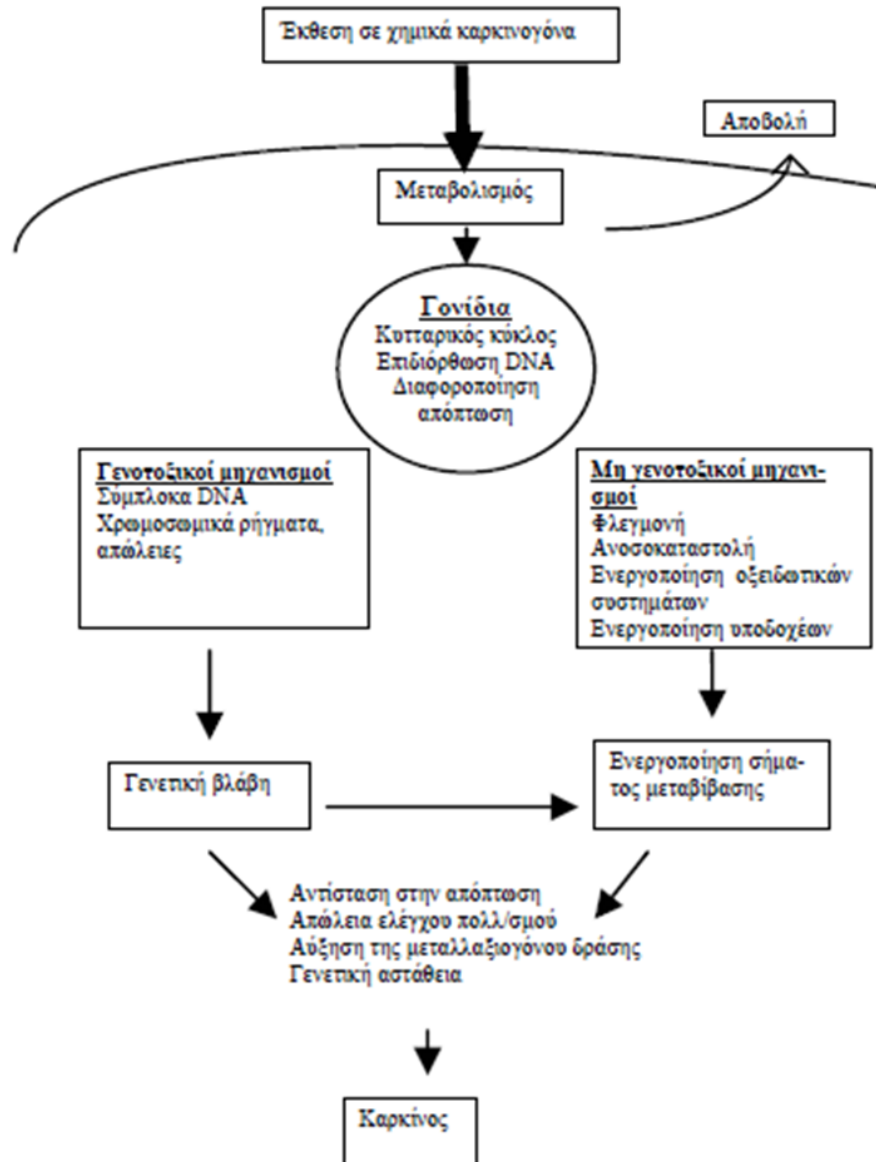 Έκθεση σε χημικά καρκινογόνα
Αποβολή
Μεταβολισμός
Γονίδια
Κυτταρικός κύκλος
Επιδιόρθωση DNA
Διαφοροποίηση
απόπτωση
Γενοτοξικοί μηχανισμοί
Σύμπλοκα DNA
Χρωμοσωμικά ρήγματα,
απώλειες
Μη γενοτοξικοί μηχανι-
σμοί
Φλεγμονή
Ανοσοκαταστολή
Ενεργοποίηση οξειδωτικών
συστημάτων
Ενεργοποίηση υποδοχέων
Γενετική βλάβη
Ενεργοποίηση σήμα-
τος μεταβίβασης
Αντίσταση στην απόπτωση
Απώλεια ελέγχου πολλ/σμού
Αύξηση της μεταλλαξιογόνου δράσης
Γενετική αστάθεια
Καρκίνος